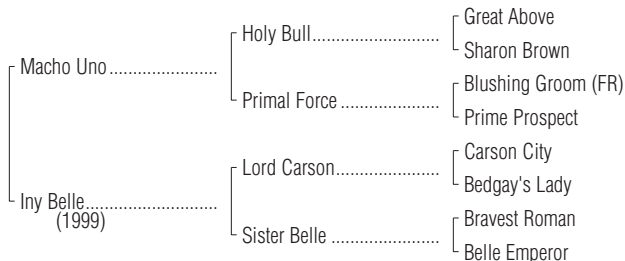 Great Above
Holy Bull
Sharon Brown
Macho Uno
Blushing Groom (FR)
Primal Force
Prime Prospect
Carson City
Lord Carson
Bedgay's Lady
Iny Belle
(1999)
Bravest Roman
Sister Belle
Belle Emperor